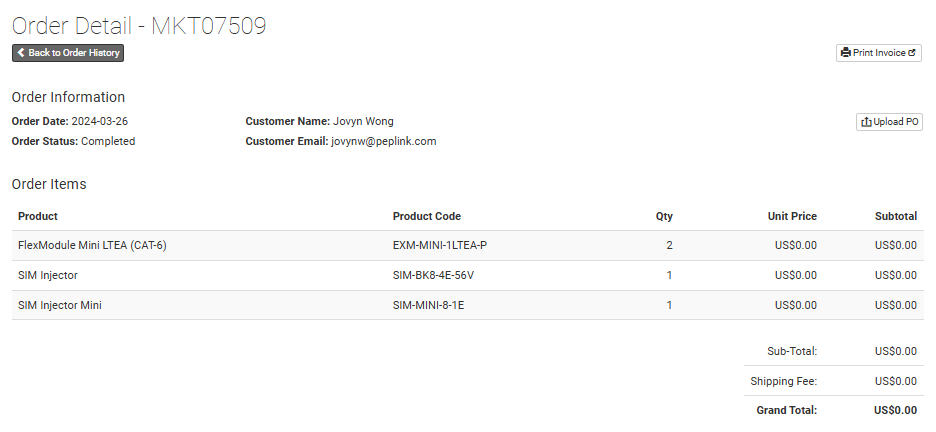 Order Detail - MKT07509
Back to Order History
Print Invoice
Order Information
Order Date: 2024-03-26 Customer Name: Jovyn Wong
Upload PO
Order Status: Completed Customer Email: jovynw@peplink.com
Order Items
Product Product Code Qty Unit Price Subtotal
FlexModule Mini LTEA (CAT-6) EXM-MINI-1LTEA-P 2 US$0.00 US$0.00
SIM Injector SIM-BK8-4E-56V 1 US$0.00 US$0.00
SIM Injector Mini SIM-MINI-8-1E 1 US$0.00 US$0.00
Sub-Total: US$0.00
Shipping Fee: US$0.00
Grand Total: US$0.00